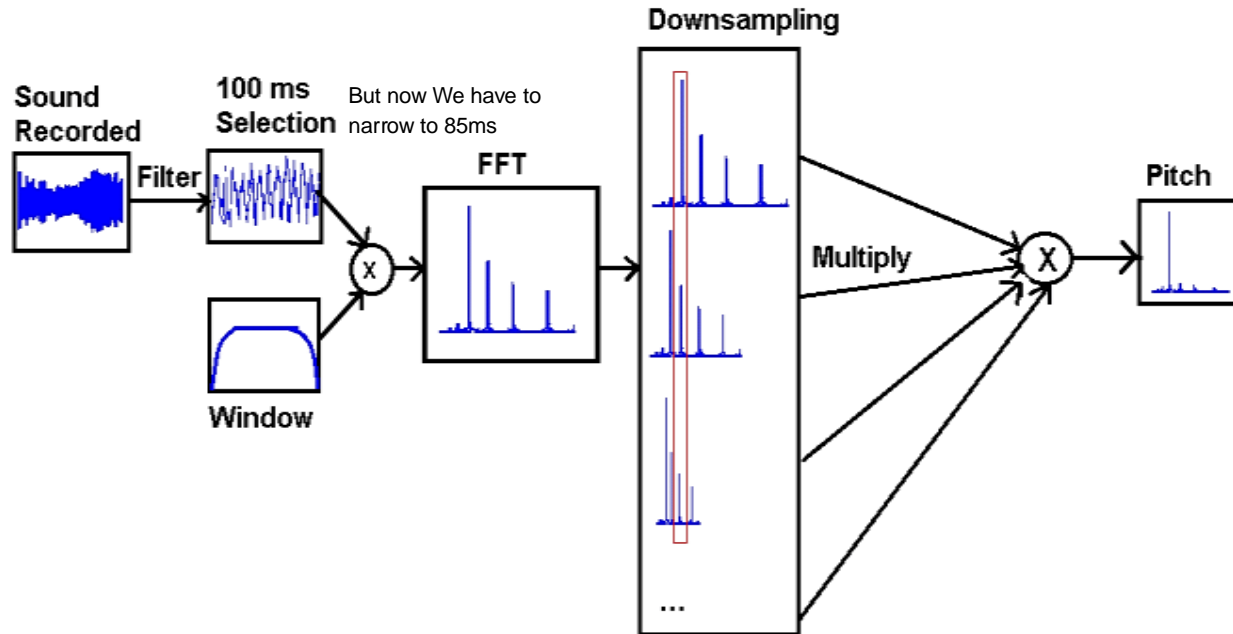 Downsampling
Sound
Recorded
100 ms
Selection
But now We have to
narrow to 85ms
Filter
FFT
Pitch
X
Multiply
X
Window
...